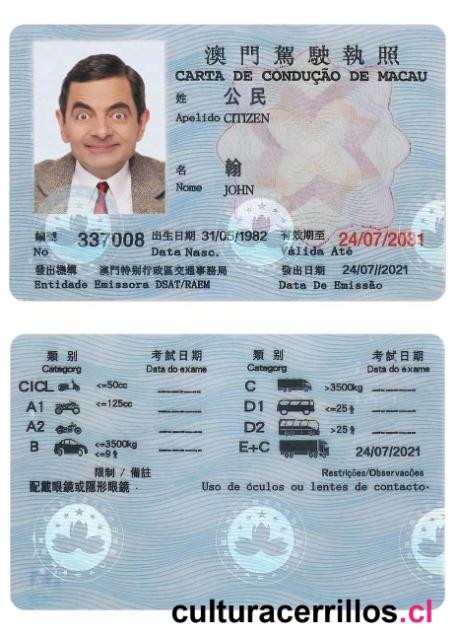 澳門駕駛執照
CARTA DE CONDUÇÃO DE MACAU
姓 公民
Apelido CITIZEN
名 翰
Nome JOHN
編號 337008 出生日期 31/05/1982 有效期至 24/07/2031
No Data Nasc. Válida Até
發出機構 澳門特別行政區交通事務局 發出日期 24/07//2021
Entidade Emissora DSAT/RAEM Data De Emissão
類别 考試日期 類别 考試日期
Categorg Data do éxame Categorg Data do exame
CICL <=50cc C >3500kg
A1 <=125cc D1 <=25
A2 D2 >25
B <=3500kg E+C 24/07/2021
<=9
限制 / 備註 Restrições/Observacões
配戴眼鏡或隱形眼鏡 . Uso de óculos ou lentes de contacto.
culturacerrillos.cl